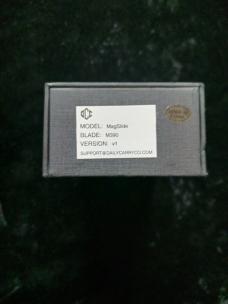 MODEL: MagSlide
BLADE: M390
VERSION: v1
SUPPORT@DAILYCARRYCO.COM